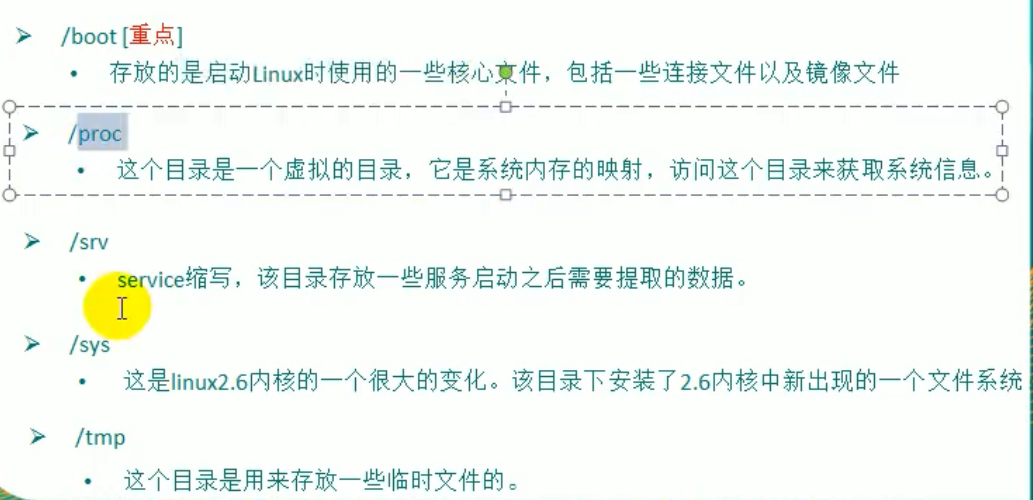 /boot [重点]
存放的是启动Linux时使用的一些核心文件，包括一些连接文件以及镜像文件
/proc
这个目录是一个虚拟的目录，它是系统内存的映射，访问这个目录来获取系统信息。
/srv
service缩写，该目录存放一些服务启动之后需要提取的数据。
/sys
这是linux2.6内核的一个很大的变化。该目录下安装了2.6内核中新出现的一个文件系统
/tmp
这个目录是用来存放一些临时文件的。